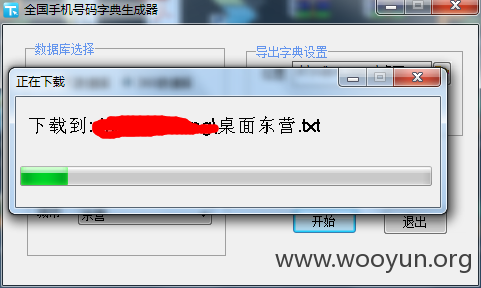 全国手机号码字典生成器
数据库选择
导出字典设置
正在下载
下载到: \桌面东营.txt
城市
东营
开始
退出
www.wooyun.org